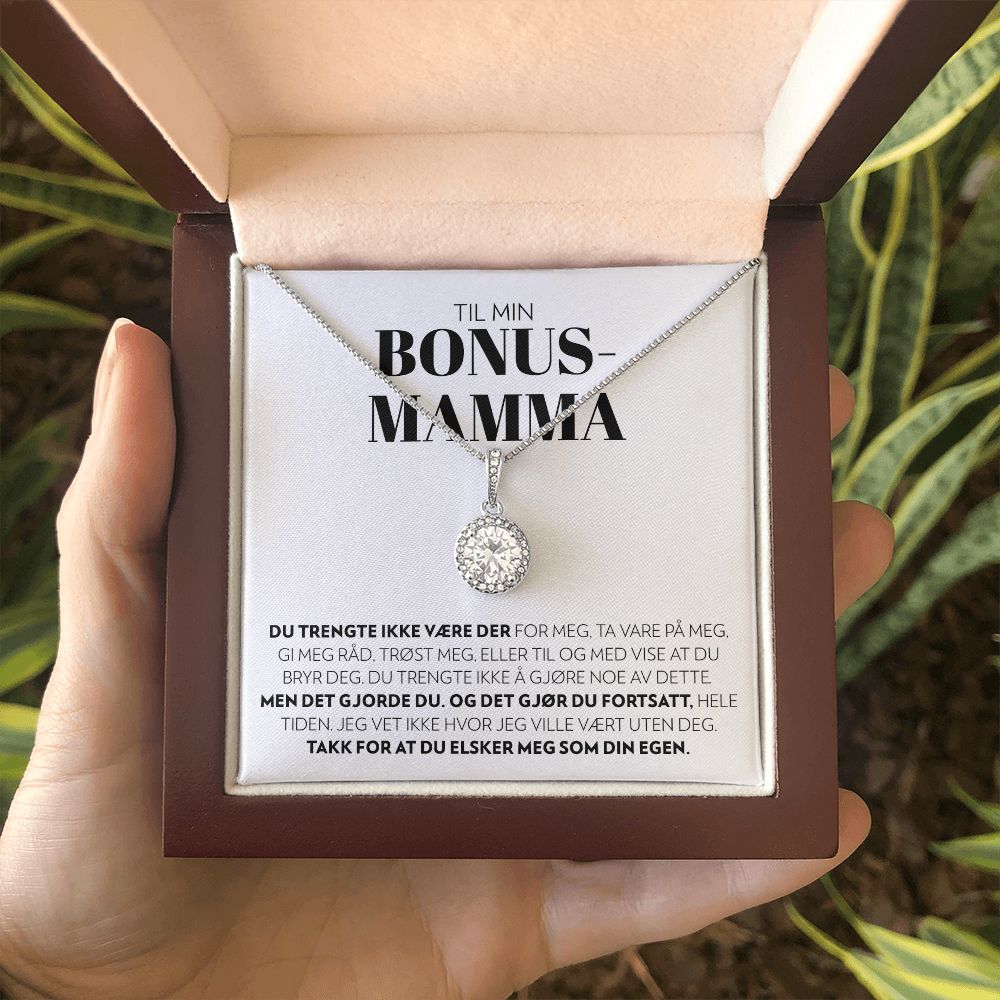 TIL MIN
BONUS-
MAMMA
DU TRENGTE IKKE VÆRE DER FOR MEG, TA VARE PÅ MEG,
GI MEG RÅD, TRØST MEG, ELLER TIL OG MED VISE AT DU
BRYR DEG. DU TRENGTE IKKE Å GJØRE NOE AV DETTE.
MEN DET GJORDE DU. OG DET GJØR DU FORTSATT, HELE
TIDEN. JEG VET IKKE HVOR JEG VILLE VÆRT UTEN DEG.
TAKK FOR AT DU ELSKER MEG SOM DIN EGEN.